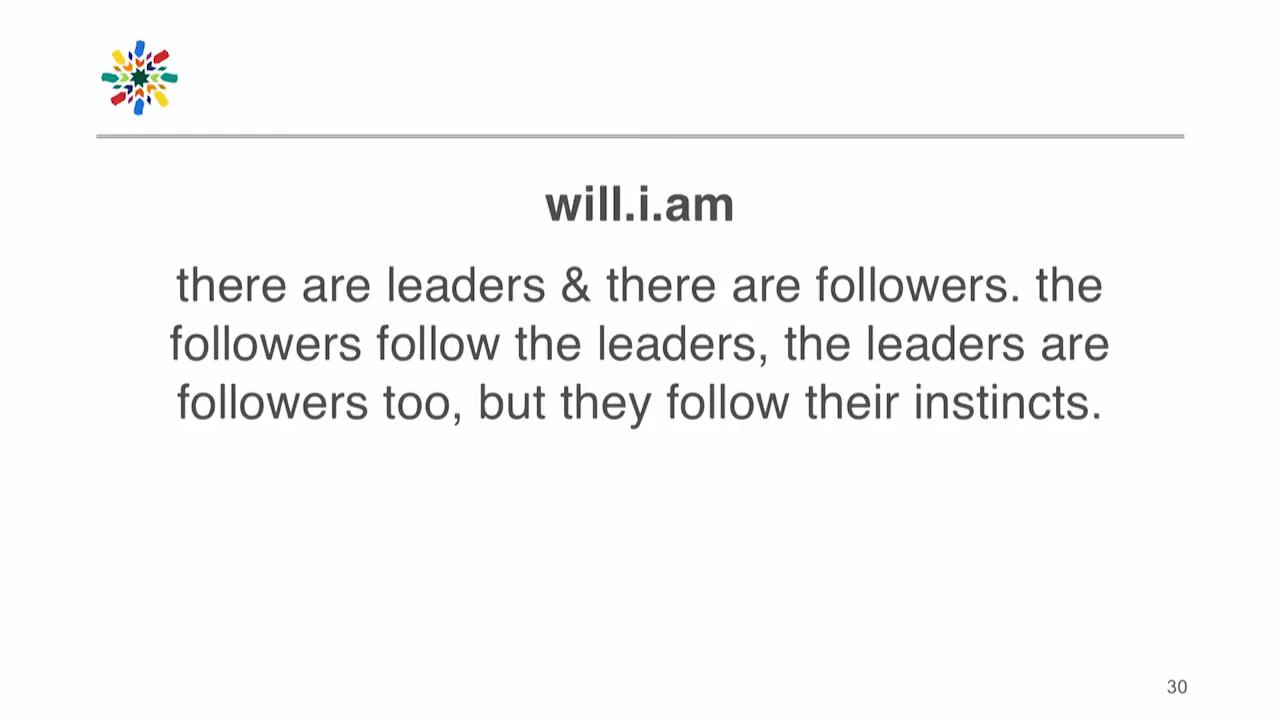 will.i.am
there are leaders & there are followers. the
followers follow the leaders, the leaders are
followers too, but they follow their instincts.
30